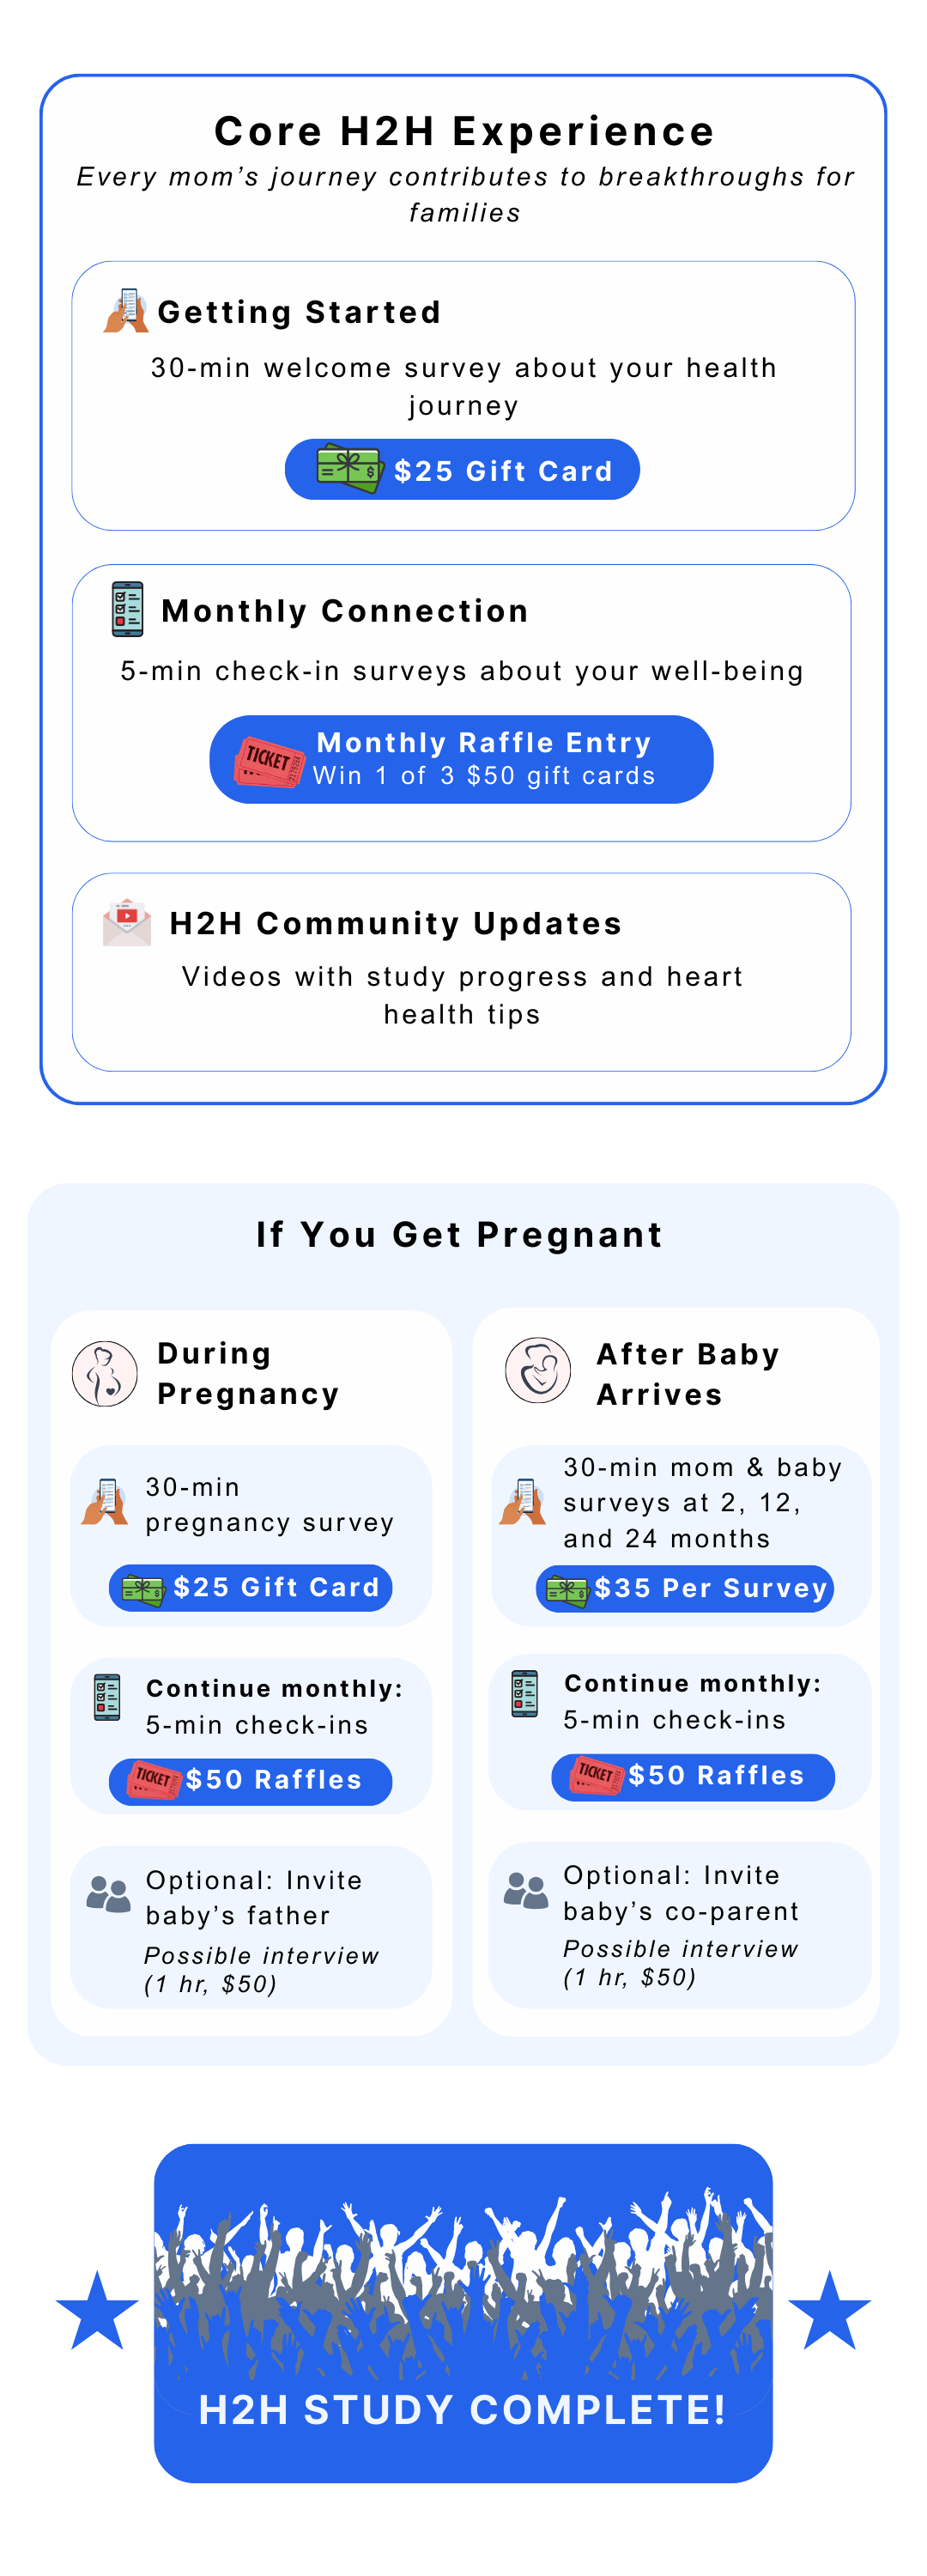 Core H2H Experience
Every mom's journey contributes to breakthroughs for
families
Getting Started
30-min welcome survey about your health
journey
$25 Gift Card
Monthly Connection
5-min check-in surveys about your well-being
TICKET
Monthly Raffle Entry
Win 1 of 3 $50 gift cards
H2H Community Updates
Videos with study progress and heart
health tips
If You Get Pregnant
During
Pregnancy
30-min
pregnancy survey
$25 Gift Card
Continue monthly:
5-min check-ins
TICKET
$50 Raffles
Optional: Invite
baby's father
Possible interview
(1 hr, $50)
After Baby
Arrives
30-min mom & baby
surveys at 2, 12,
and 24 months
$35 Per Survey
Continue monthly:
5-min check-ins
TICKET
$50 Raffles
Optional: Invite
baby's co-parent
Possible interview
(1 hr, $50)
H2H STUDY COMPLETE!